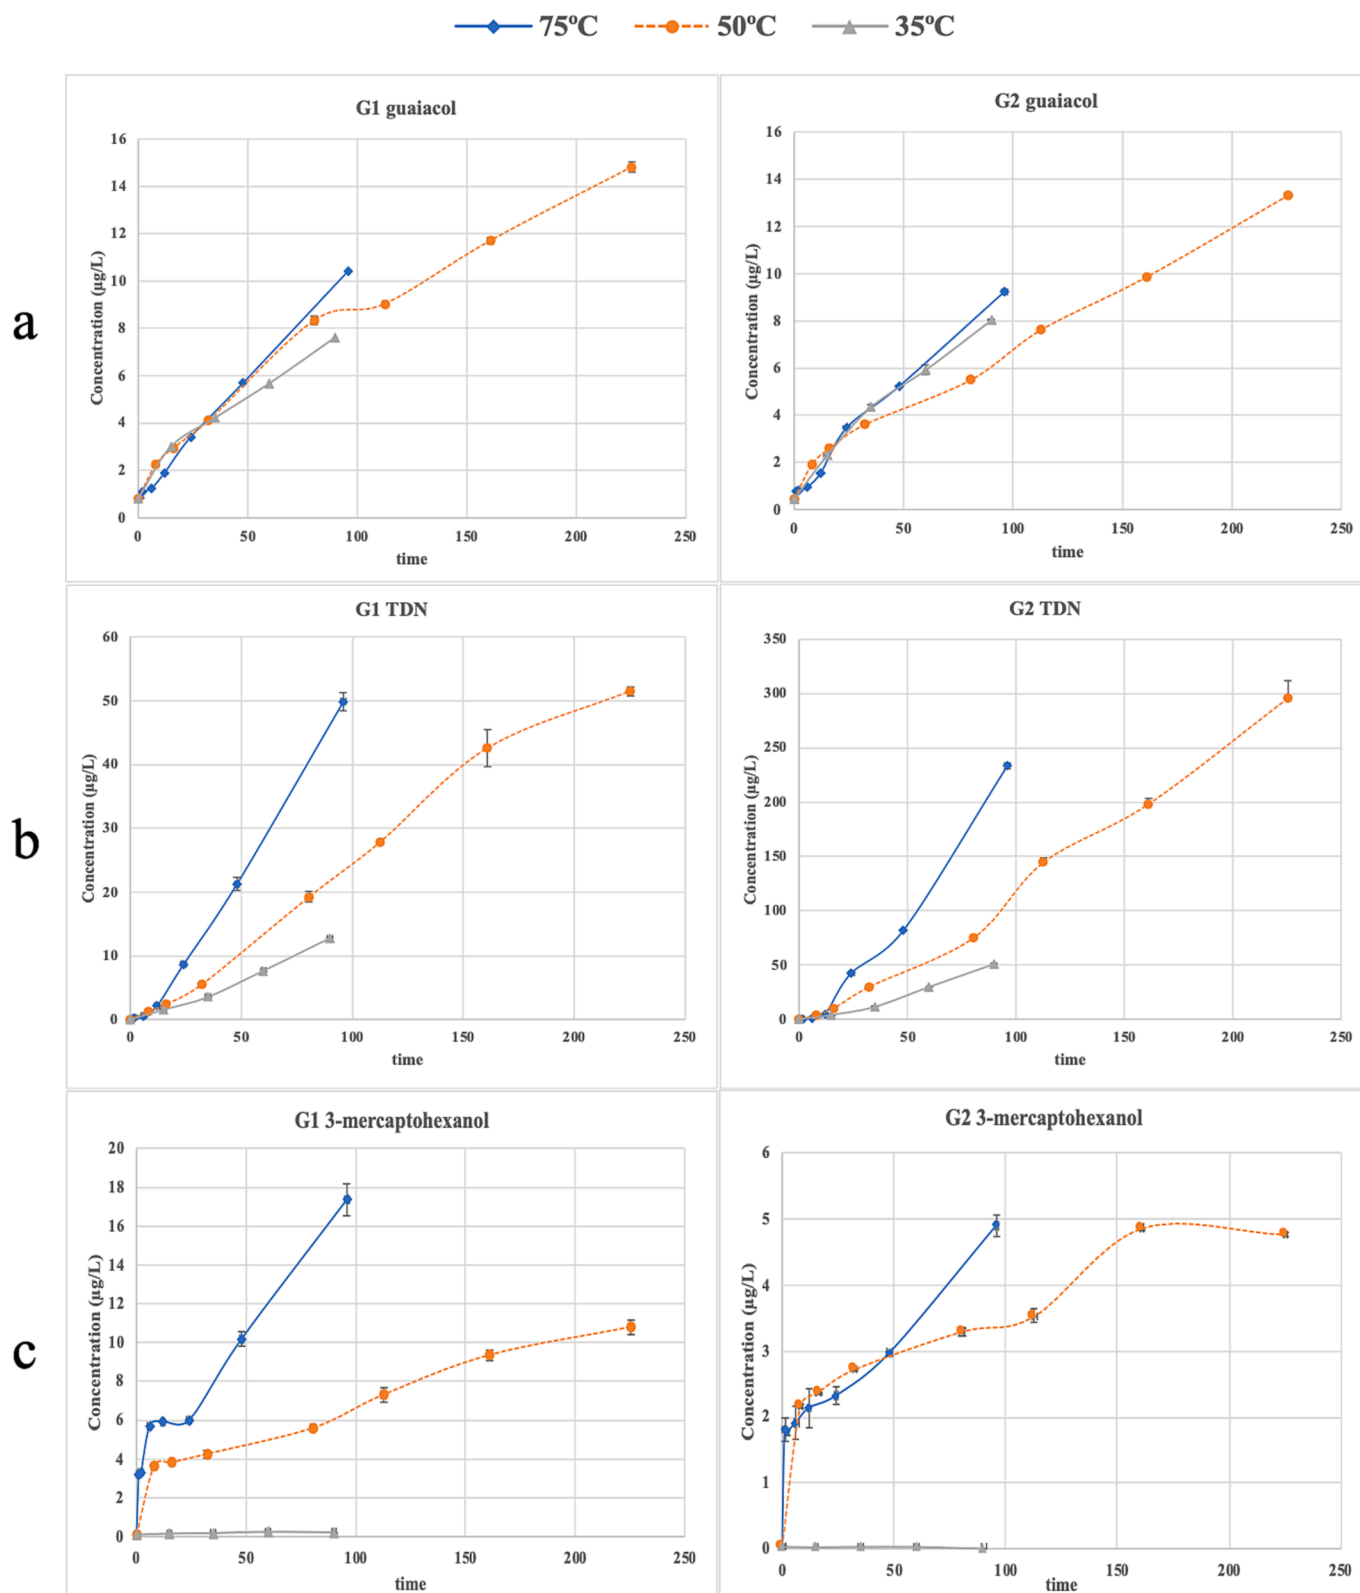 75ºC 50ºC 35ºC
a
G1 guaiacol
Concentration (µg/L)
16
14
12
10
8
6
4
2
0
0 50 100 150 200 250
time
G2 guaiacol
Concentration (µg/L)
16
14
12
10
8
6
4
2
0
0 50 100 150 200 250
time
b
G1 TDN
Concentration (µg/L)
60
50
40
30
20
10
0
0 50 100 150 200 250
time
G2 TDN
Concentration (µg/L)
350
300
250
200
150
100
50
0
0 50 100 150 200 250
time
c
G1 3-mercaptohexanol
Concentration (µg/L)
20
18
16
14
12
10
8
6
4
2
0
0 50 100 150 200 250
time
G2 3-mercaptohexanol
Concentration (µg/L)
6
5
4
3
2
1
0
0 50 100 150 200 250
time